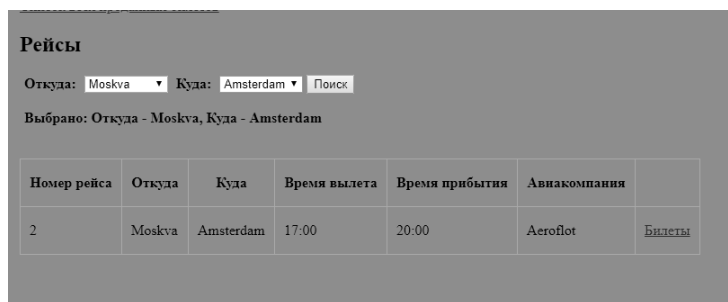 Рейсы
Откуда: Moskva Куда: Amsterdam Поиск
Выбрано: Откуда - Moskva, Куда - Amsterdam
Номер рейса Откуда Куда Время вылета Время прибытия Авиакомпания
2 Moskva Amsterdam 17:00 20:00 Aeroflot Билеты